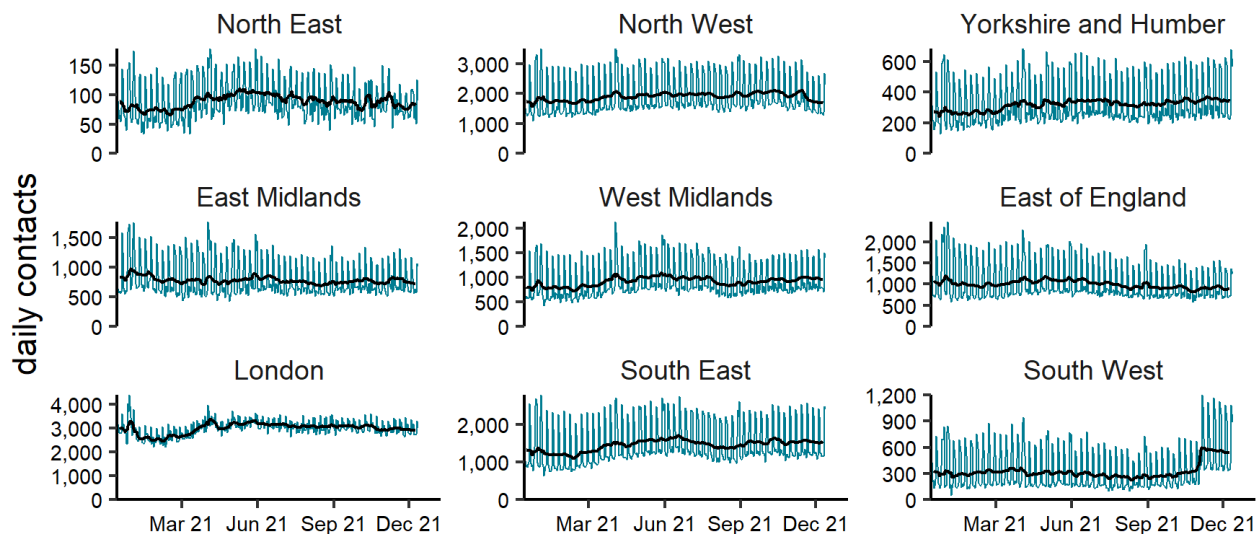 North East
North West
Yorkshire and Humber
150
100
50
0
3,000
2,000
1,000
0
600
400
200
0
East Midlands
West Midlands
East of England
1,500
1,000
500
0
2,000
1,500
1,000
500
0
2,000
1,500
1,000
500
0
daily contacts
London
South East
South West
4,000
3,000
2,000
0
2,000
1,000
0
1,200
900
600
300
0
Mar 21 Jun 21 Sep 21 Dec 21
Mar 21 Jun 21 Sep 21 Dec 21
Mar 21 Jun 21 Sep 21 Dec 21